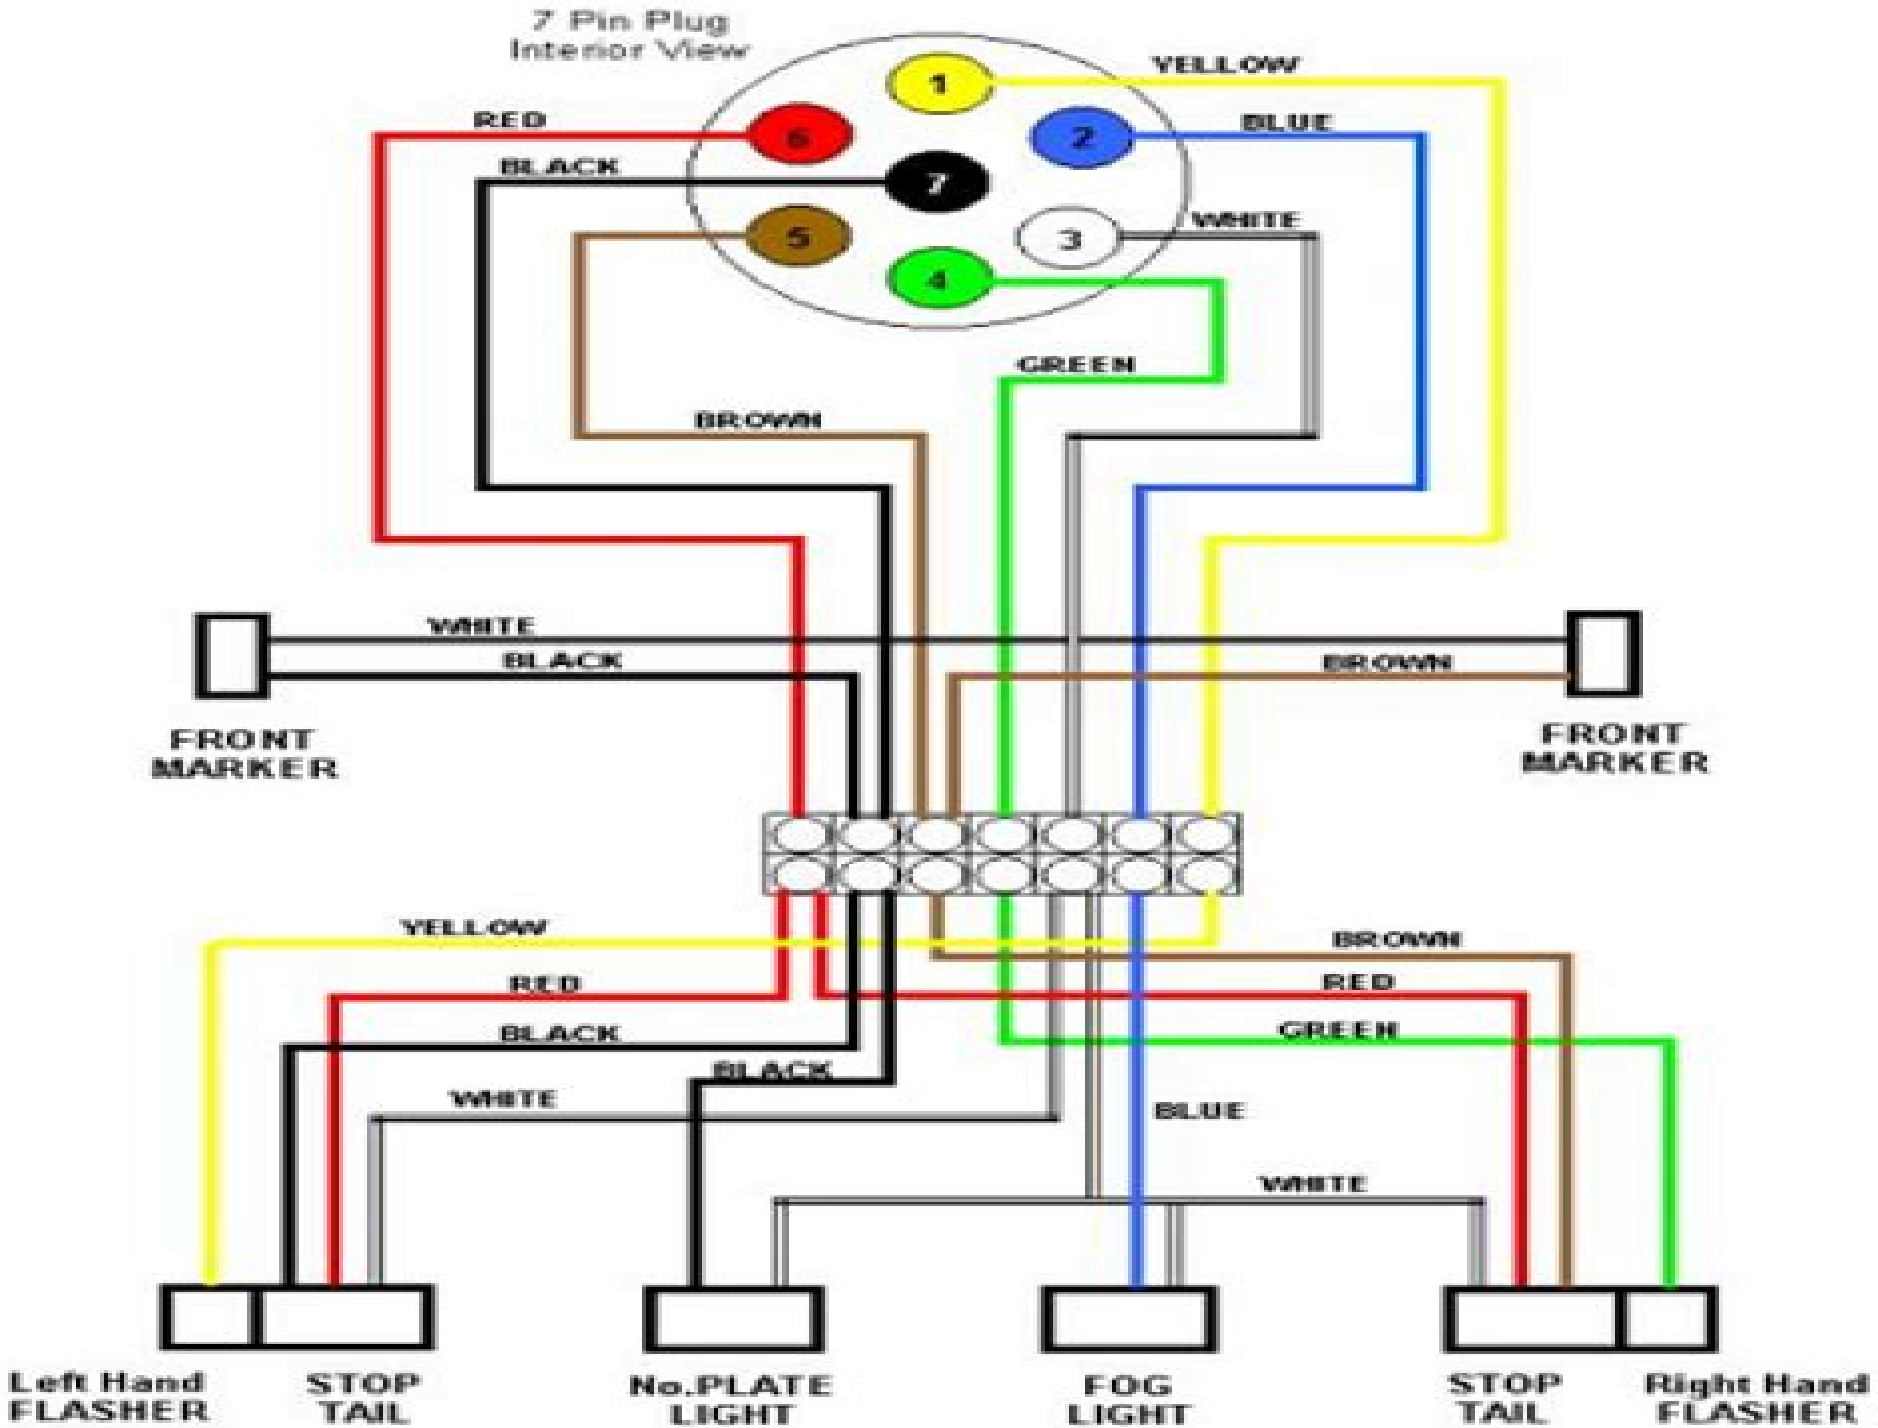 7 Pin Plug
Interior View
1
YELLOW
RED
6
2
BLUE
BLACK
7
WHITE
5
3
4
GREEN
BROWN
WHITE
BLACK
BROWN
FRONT
MARKER
FRONT
MARKER
YELLOW
BROWN
RED
RED
BLACK
GREEN
BLACK
WHITE
BLUE
WHITE
Left Hand
FLASHER
STOP
TAIL
No.PLATE
LIGHT
FOG
LIGHT
STOP
TAIL
Right Hand
FLASHER